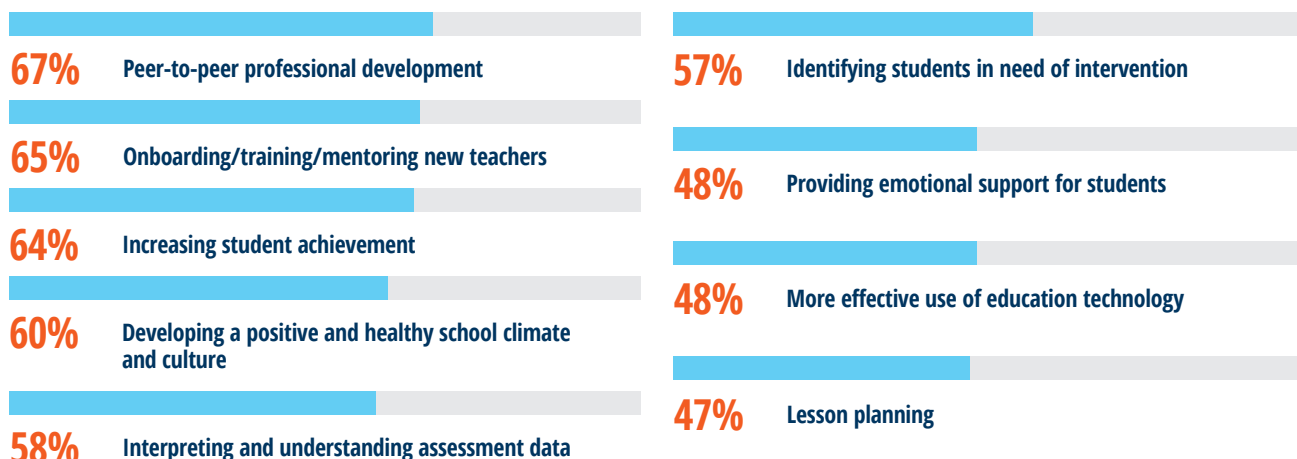 67% Peer-to-peer professional development
65% Onboarding/training/mentoring new teachers
64% Increasing student achievement
60% Developing a positive and healthy school climate
and culture
58% Interpreting and understanding assessment data
57% Identifying students in need of intervention
48% Providing emotional support for students
48% More effective use of education technology
47% Lesson planning